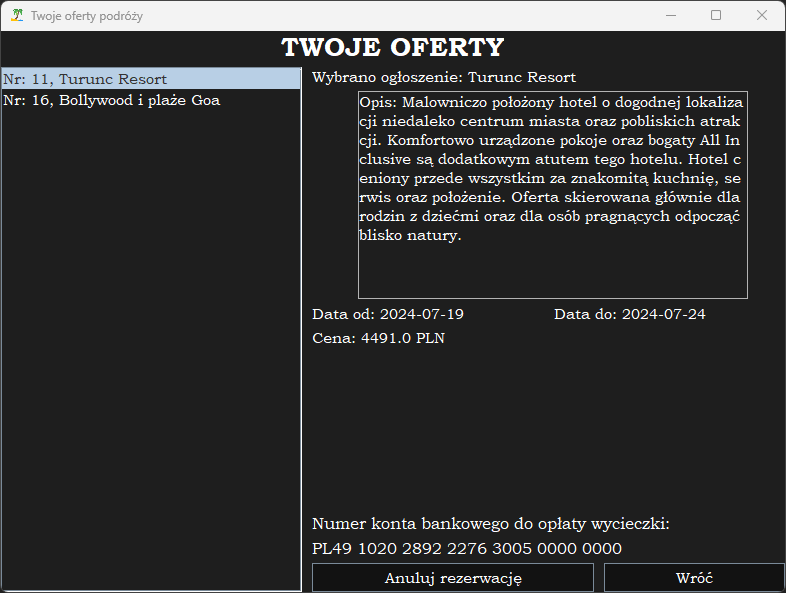 Twoje oferty podróży
TWOJE OFERTY
Nr: 11, Turunc Resort
Nr: 16, Bollywood i plaże Goa
Wybrano ogłoszenie: Turunc Resort
Opis: Malowniczo położony hotel o dogodnej lokaliza
cji niedaleko centrum miasta oraz pobliskich atrak
cji. Komfortowo urządzone pokoje oraz bogaty All In
clusive są dodatkowym atutem tego hotelu. Hotel c
eniony przede wszystkim za znakomitą kuchnię, se
rwis oraz położenie. Oferta skierowana głównie dla
rodzin z dziećmi oraz dla osób pragnących odpocząć
blisko natury.
Data od: 2024-07-19 Data do: 2024-07-24
Cena: 4491.0 PLN
Numer konta bankowego do opłaty wycieczki:
PL49 1020 2892 2276 3005 0000 0000
Anuluj rezerwację Wróć